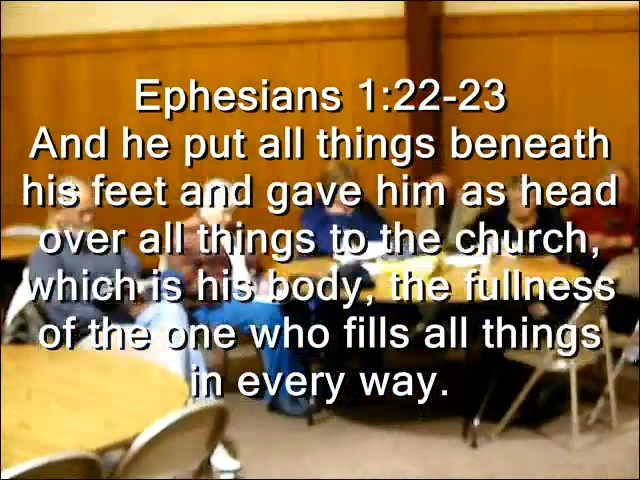 Ephesians 1:22-23
And he put all things beneath
his feet and gave him as head
over all things to the church,
which is his body, the fullness
of the one who fills all things
in every way.